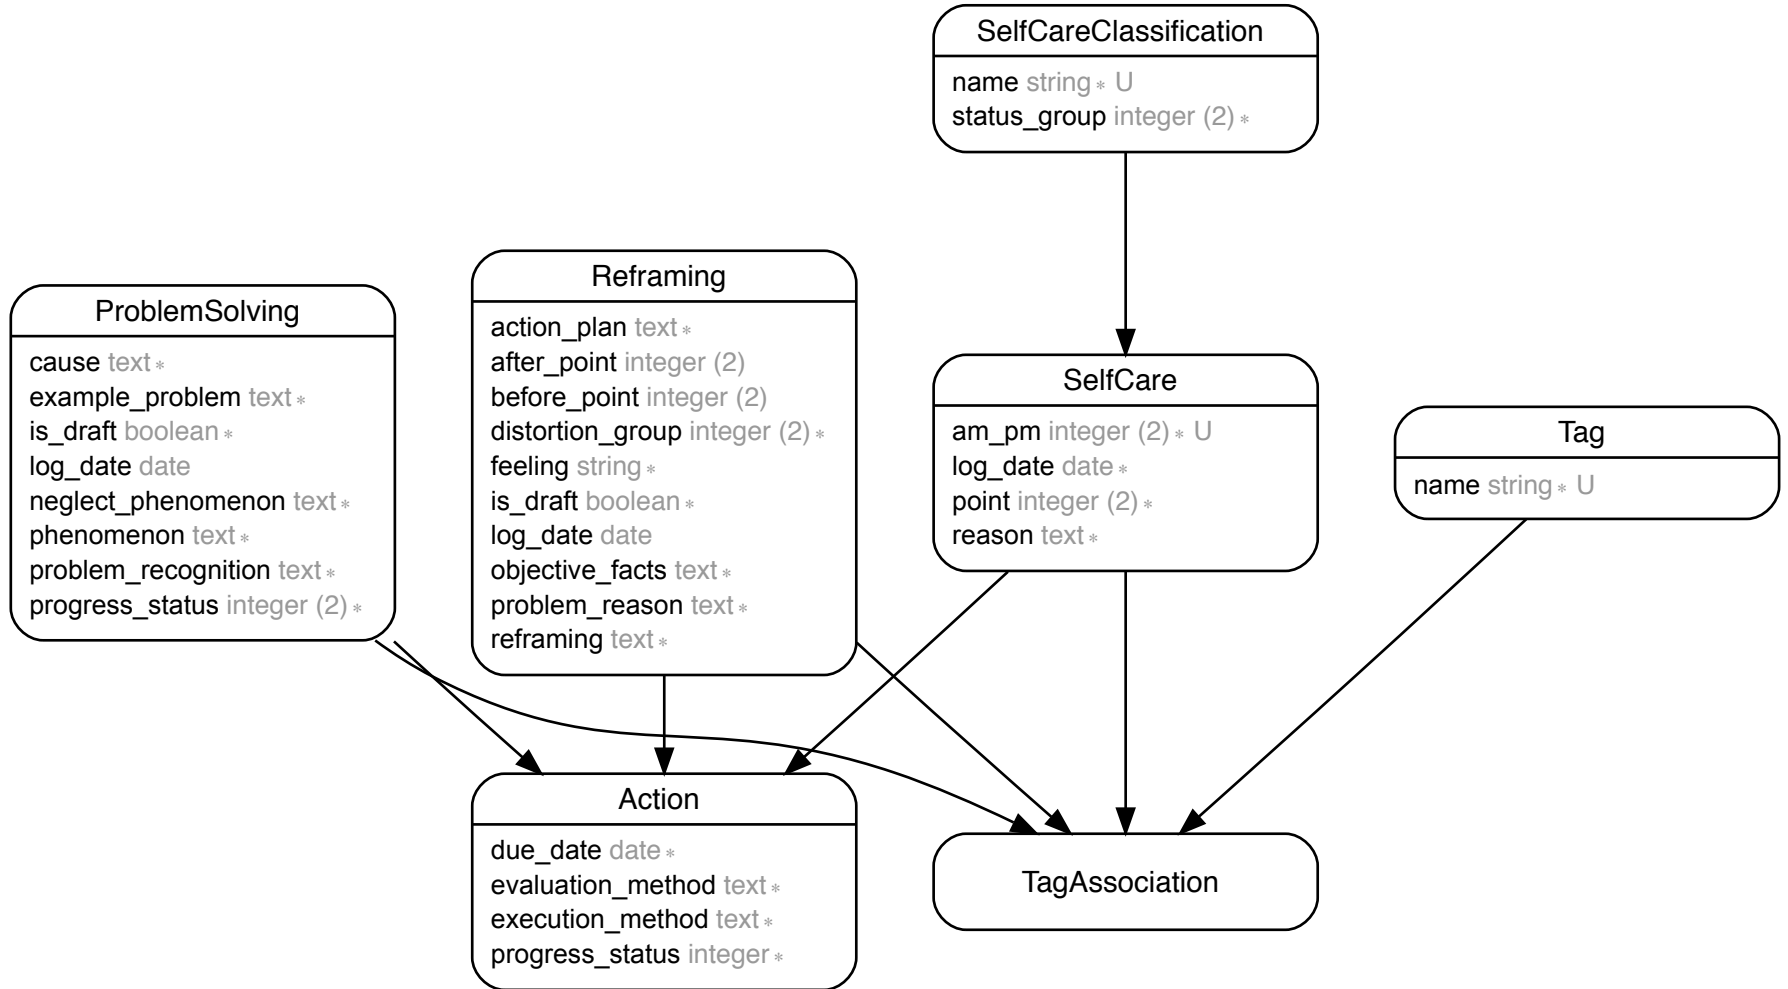 SelfCareClassification
name string * U
status_group integer (2) *
ProblemSolving
cause text *
example_problem text *
is_draft boolean *
log_date date
neglect_phenomenon text *
phenomenon text *
problem_recognition text *
progress_status integer (2) *
Reframing
action_plan text *
after_point integer (2)
before_point integer (2)
distortion_group integer (2) *
feeling string *
is_draft boolean *
log_date date
objective_facts text *
problem_reason text *
reframing text *
SelfCare
am_pm integer (2) * U
log_date date *
point integer (2) *
reason text *
Tag
name string * U
Action
due_date date *
evaluation_method text *
execution_method text *
progress_status integer *
TagAssociation